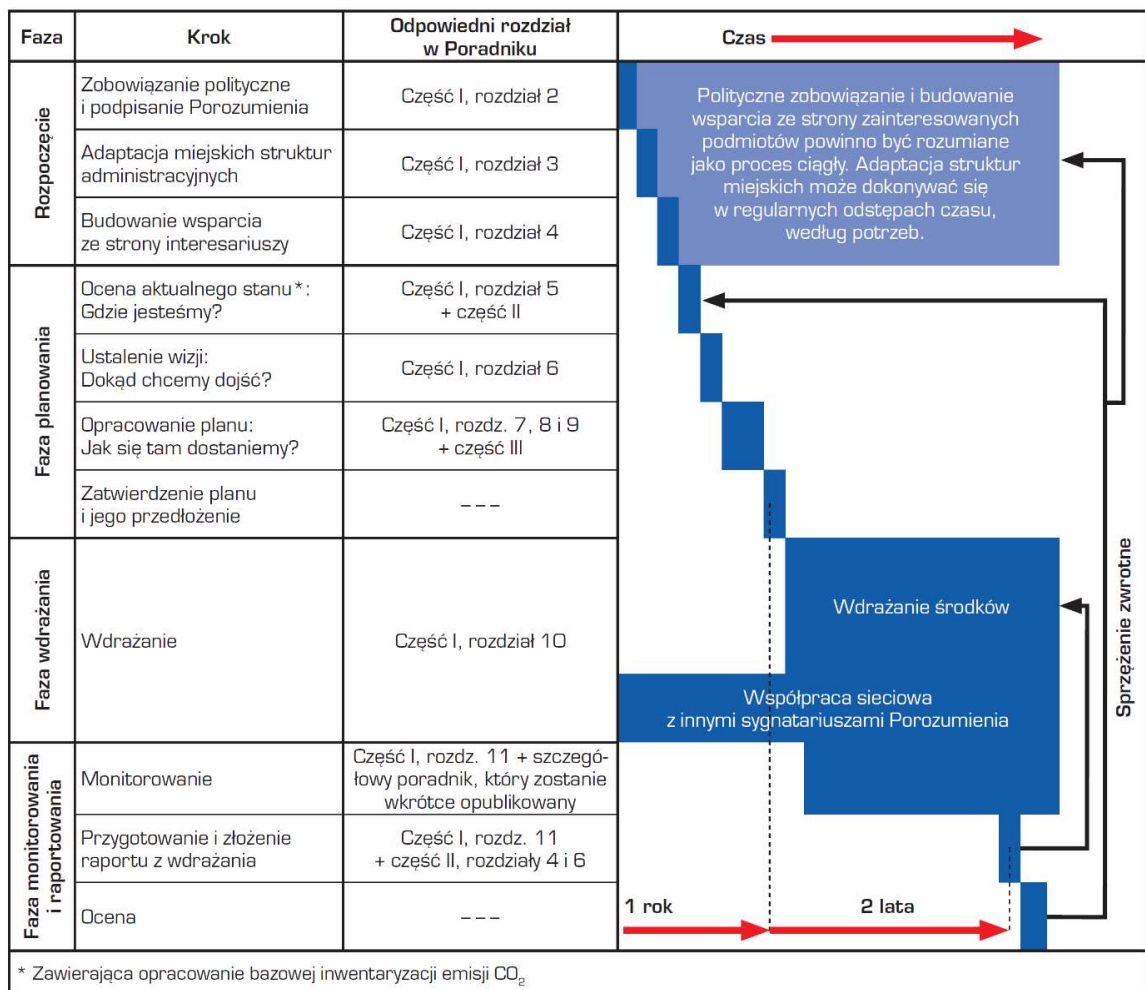 Faza
Krok
Odpowiedni rozdział
w Poradniku
Czas
Rozpoczęcie
Zobowiązanie polityczne
i podpisanie Porozumienia
Część I, rozdział 2
Adaptacja miejskich struktur
administracyjnych
Część I, rozdział 3
Budowanie wsparcia
ze strony interesariuszy
Część I, rozdział 4
Polityczne zobowiązanie i budowanie
wsparcia ze strony zainteresowanych
podmiotów powinno być rozumiane
jako proces ciągły. Adaptacja struktur
miejskich może dokonywać się
w regularnych odstępach czasu,
według potrzeb.
Faza planowania
Ocena aktualnego stanu*:
Gdzie jesteśmy?
Część I, rozdział 5
+ część II
Ustalenie wizji:
Dokąd chcemy dojść?
Część I, rozdział 6
Opracowanie planu:
Jak się tam dostaniemy?
Część I, rozdz. 7, 8 i 9
+ część III
Zatwierdzenie planu
i jego przedłożenie
– – –
Faza wdrażania
Wdrażanie
Część I, rozdział 10
Wdrażanie środków
Współpraca sieciowa
z innymi sygnatariuszami Porozumienia
Sprzężenie zwrotne
Faza monitorowania
i raportowania
Monitorowanie
Część I, rozdz. 11 + szczegó-
łowy poradnik, który zostanie
wkrótce opublikowany
Przygotowanie i złożenie
raportu z wdrażania
Część I, rozdz. 11
+ część II, rozdziały 4 i 6
Ocena
– – –
1 rok
2 lata
* Zawierająca opracowanie bazowej inwentaryzacji emisji CO₂